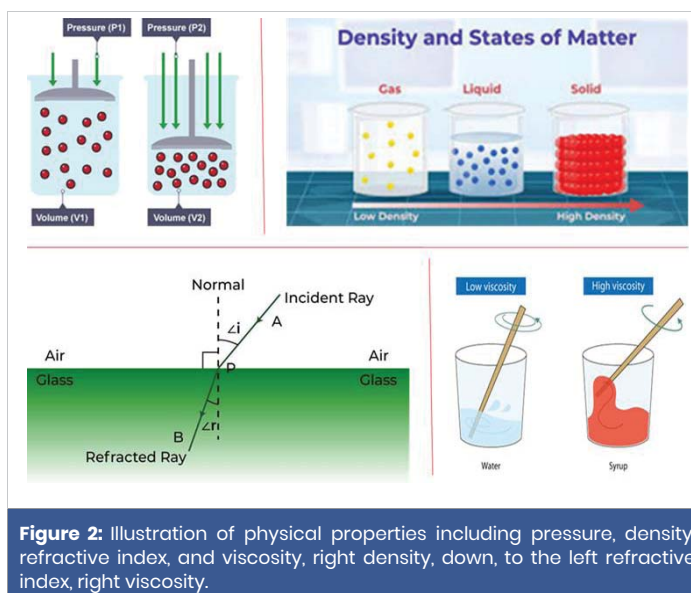 Pressure (P1)
Pressure (P2)
Volume (V1)
Volume (V2)
Density and States of Matter
Gas
Liquid
Solid
Low Density
High Density
Normal
Incident Ray
∠i
A
Air
Air
P
Glass
Glass
B
∠r
Refracted Ray
Low viscosity
High viscosity
Water
Syrup
Figure 2: Illustration of physical properties including pressure, density
refractive index, and viscosity, right density, down, to the left refractive
index, right viscosity.